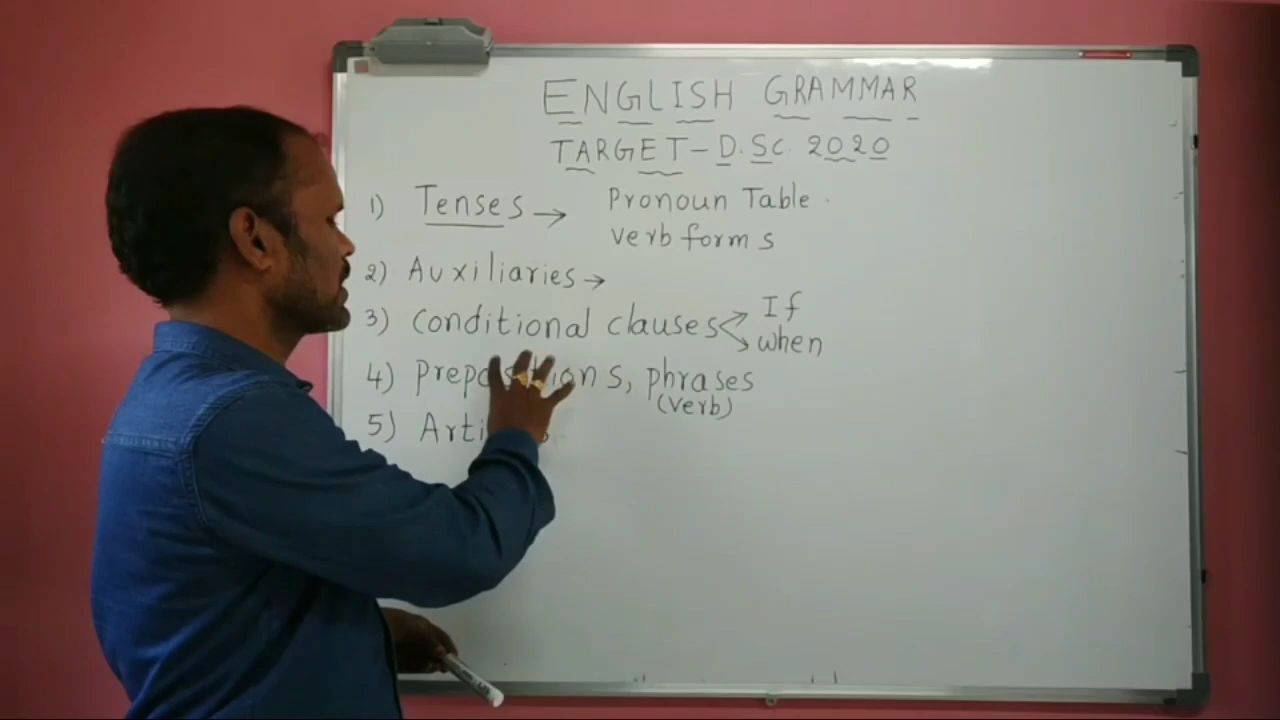 ENGLISH GRAMMAR
TARGET - D.SC 2020
1) Tenses → Pronoun Table
verb forms
2) Auxiliaries →
3) conditional clauses If
when
4) prepositions, phrases
(verb)
5)